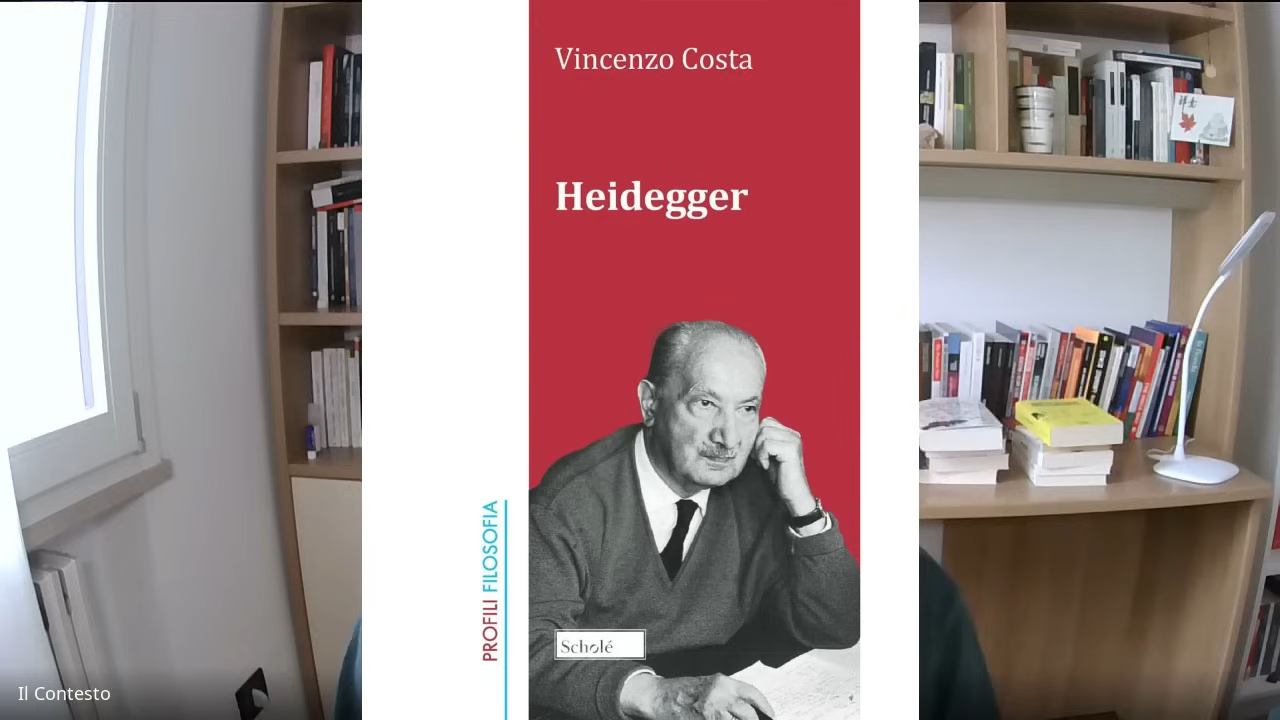 Vincenzo Costa
Heidegger
PROFILI FILOSOFIA
Scholé
Il Contesto